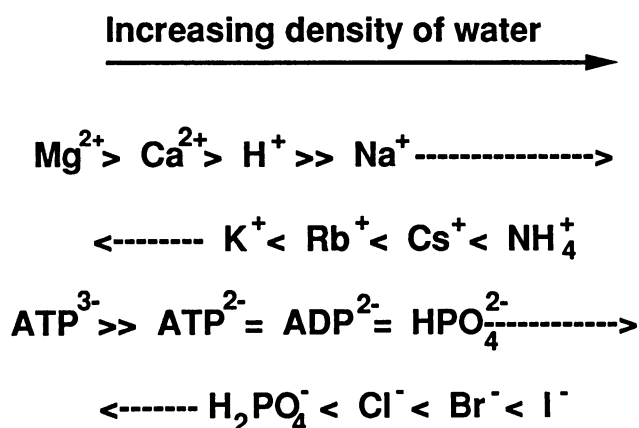 Increasing density of water
Mg²⁺> Ca²⁺> H⁺ >> Na⁺---------------->
<-------- K⁺< Rb⁺< Cs⁺< NH₄⁺
ATP³⁻>> ATP²⁻= ADP²⁻= HPO₄²⁻------------>
<------- H₂PO₄⁻ < Cl⁻< Br⁻< I⁻